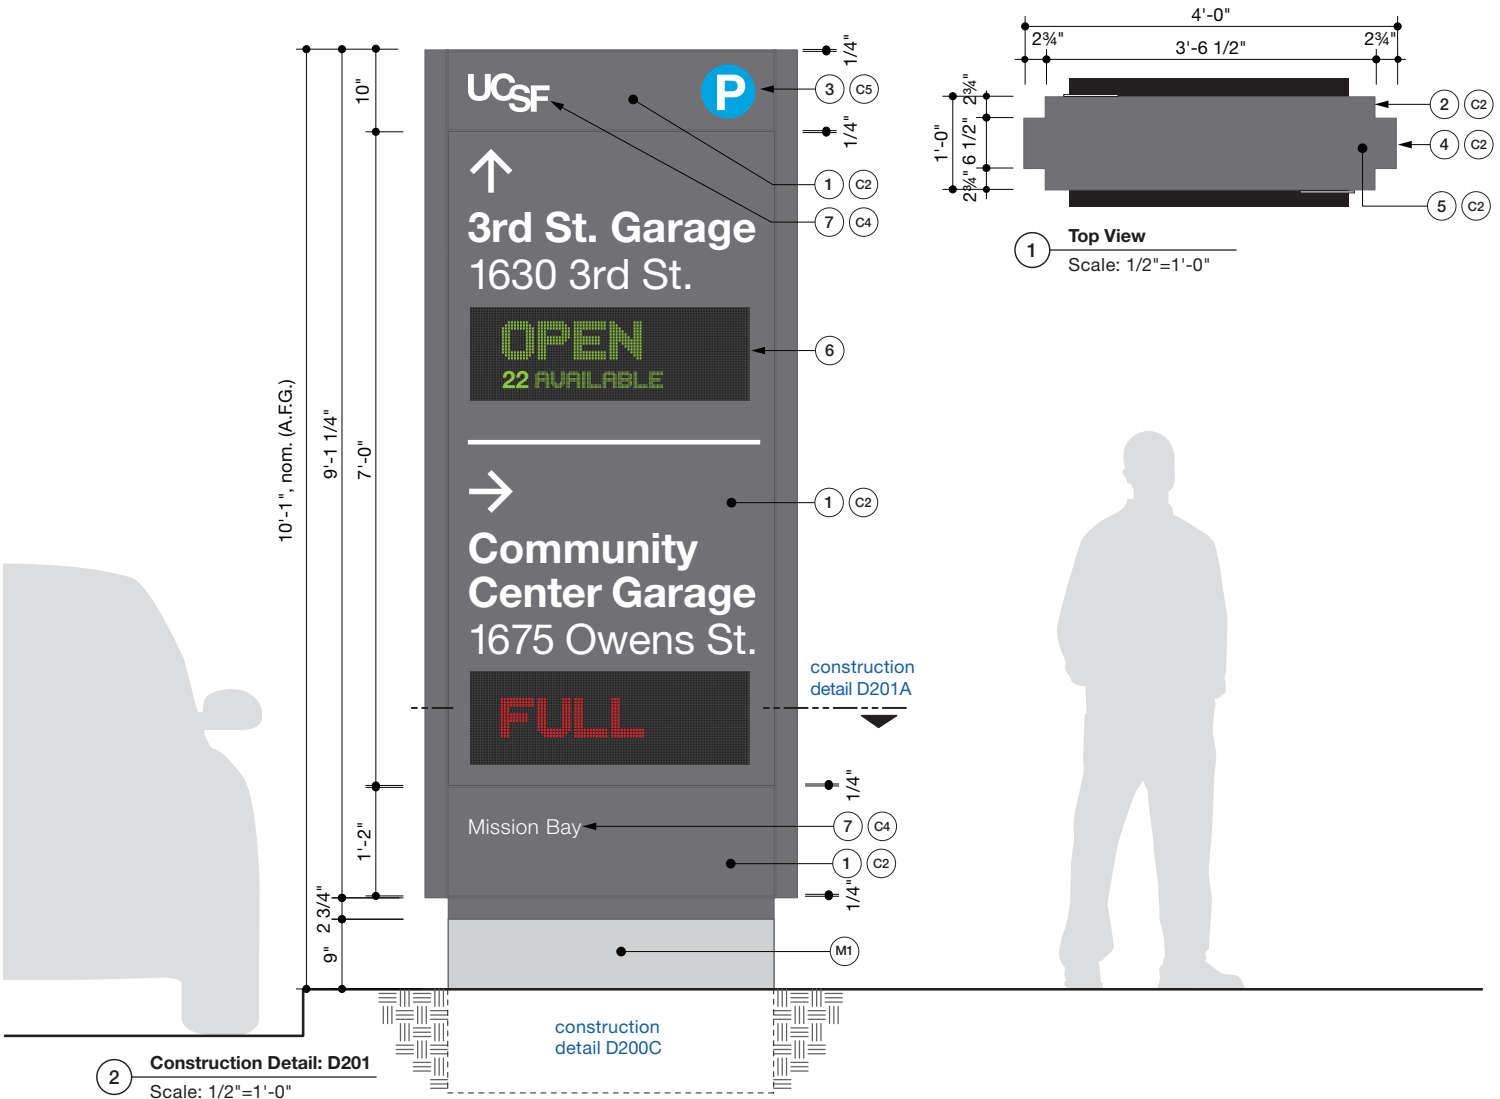 4'-0"
2¾"
3'-6 1/2"
2¾"
1'-0"
2¾"
6 1/2"
2¾"
2 C2
4 C2
5 C2
1
Top View
Scale: 1/2"=1'-0"
10'-1", nom. (A.F.G.)
9'-1 1/4"
10"
7'-0"
1'-2"
2 3/4"
9"
1/4"
UCSF
P
3 C5
1/4"
1 C2
7 C4
3rd St. Garage
1630 3rd St.
OPEN
22 AVAILABLE
6
1 C2
Community
Center Garage
1675 Owens St.
construction
detail D201A
FULL
1/4"
Mission Bay
7 C4
1 C2
1/4"
M1
construction
detail D200C
2
Construction Detail: D201
Scale: 1/2"=1'-0"